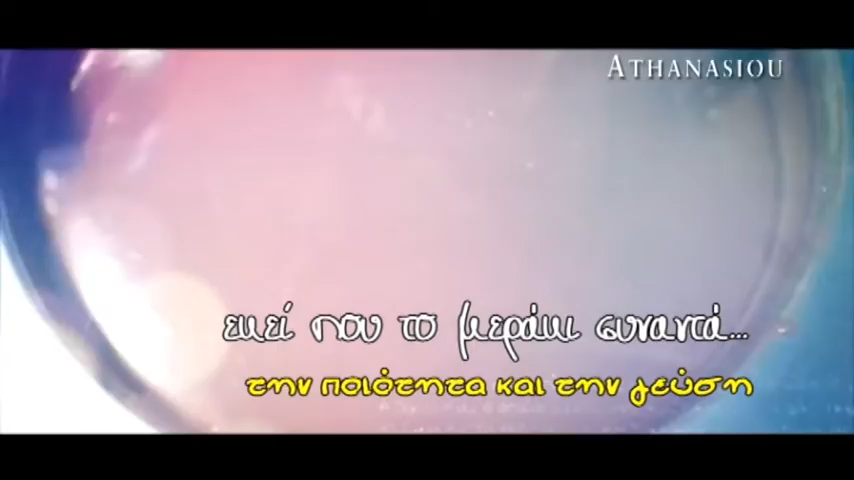 ATHANASIOU
εκεί που το μεράκι συναντά...
την ποιότητα και την γεύση